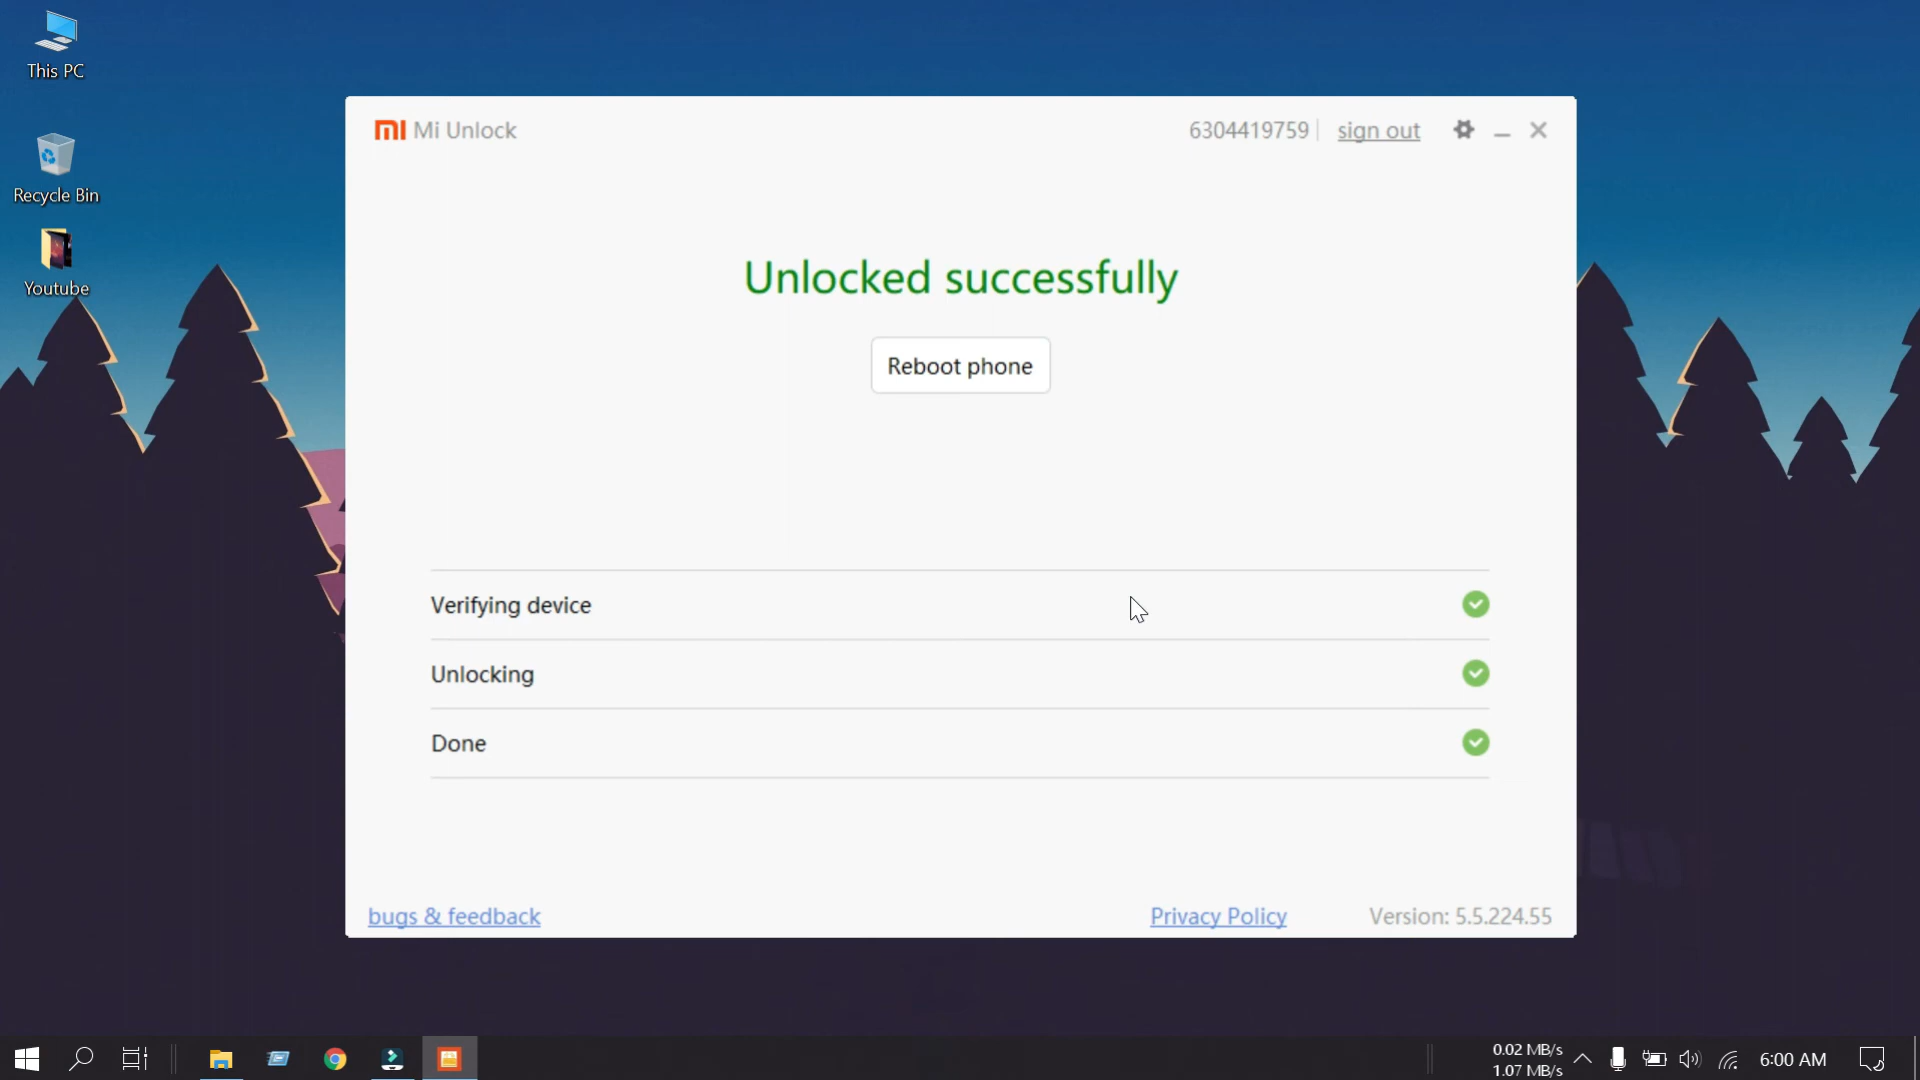 This PC
Recycle Bin
Youtube
mi Mi Unlock
6304419759 sign out
Unlocked successfully
Reboot phone
Verifying device
Unlocking
Done
bugs & feedback
Privacy Policy
Version: 5.5.224.55
0.02 MB/s
1.07 MB/s
6:00 AM